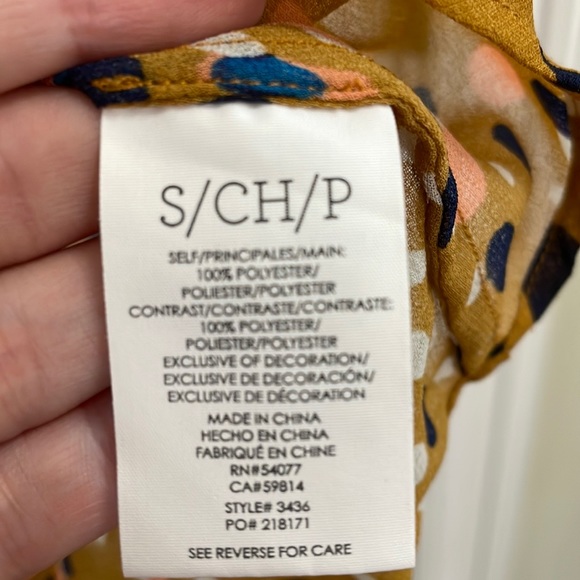 S/CH/P
SELF/PRINCIPALES/MAIN:
100% POLYESTER/
POLIESTER/POLYESTER
CONTRAST/CONTRASTE/CONTRASTE:
100% POLYESTER/
POLIESTER/POLYESTER
EXCLUSIVE OF DECORATION/
EXCLUSIVE DE DECORACIÓN/
EXCLUSIVE DE DÉCORATION
MADE IN CHINA
HECHO EN CHINA
FABRIQUÉ EN CHINE
RN#54077
CA#59814
STYLE# 3436
PO# 218171
SEE REVERSE FOR CARE